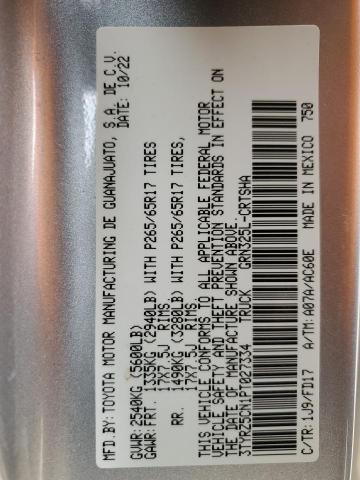 MFD.BY: TOYOTA MOTOR MANUFACTURING DE GUANAJUATO, S.A. DE C.V.
DATE: 10/22
GVWR: 2540KG (5600LB)
GAWR: FRT. 1335KG (2940LB) WITH P265/65R17 TIRES
17X7.5J RIMS,
RR. 1490KG (3280LB) WITH P265/65R17 TIRES,
17X7.5J RIMS.
THIS VEHICLE CONFORMS TO ALL APPLICABLE FEDERAL MOTOR
VEHICLE SAFETY AND THEFT PREVENTION STANDARDS IN EFFECT ON
THE DATE OF MANUFACTURE SHOWN ABOVE.
3TYRZ5CN1PT027334 TRUCK GRN325L-CRTSHA
C/TR: 1J9/FD17 A/TM: A07A/AC60E MADE IN MEXICO 750